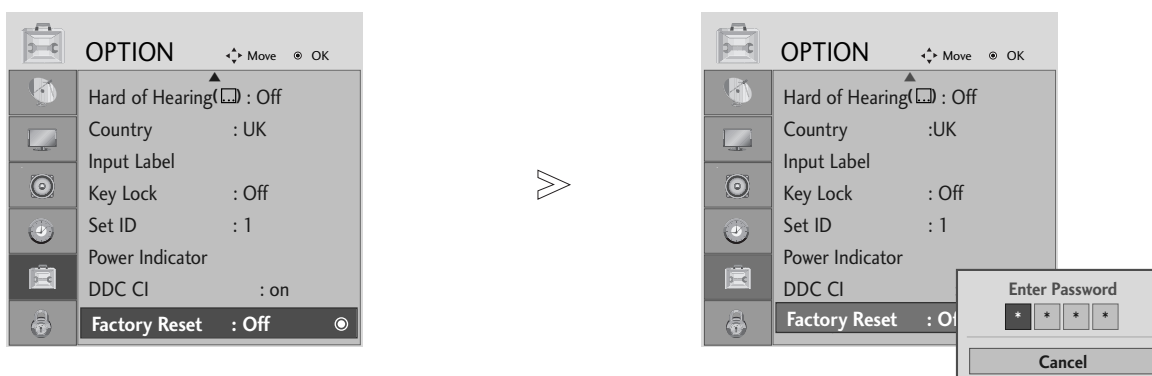 OPTION Move OK
Hard of Hearing( ) : Off
Country : UK
Input Label
Key Lock : Off
Set ID : 1
Power Indicator
DDC CI : on
Factory Reset : Off
OPTION Move OK
Hard of Hearing( ) : Off
Country :UK
Input Label
Key Lock : Off
Set ID : 1
Power Indicator
DDC CI
Factory Reset : Of
Enter Password
* * * *
Cancel